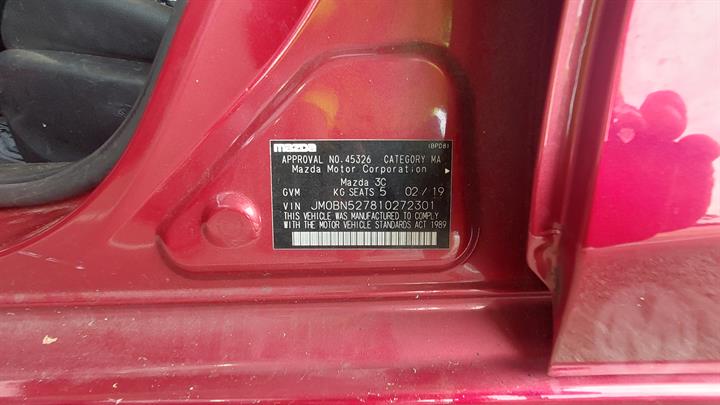 mazda (BPD8)
APPROVAL NO. 45326 CATEGORY MA
Mazda Motor Corporation
Mazda 3C
GVM KG SEATS 5 02/19
VIN JM0BN527810272301
THIS VEHICLE WAS MANUFACTURED TO COMPLY
WITH THE MOTOR VEHICLE STANDARDS ACT 1989